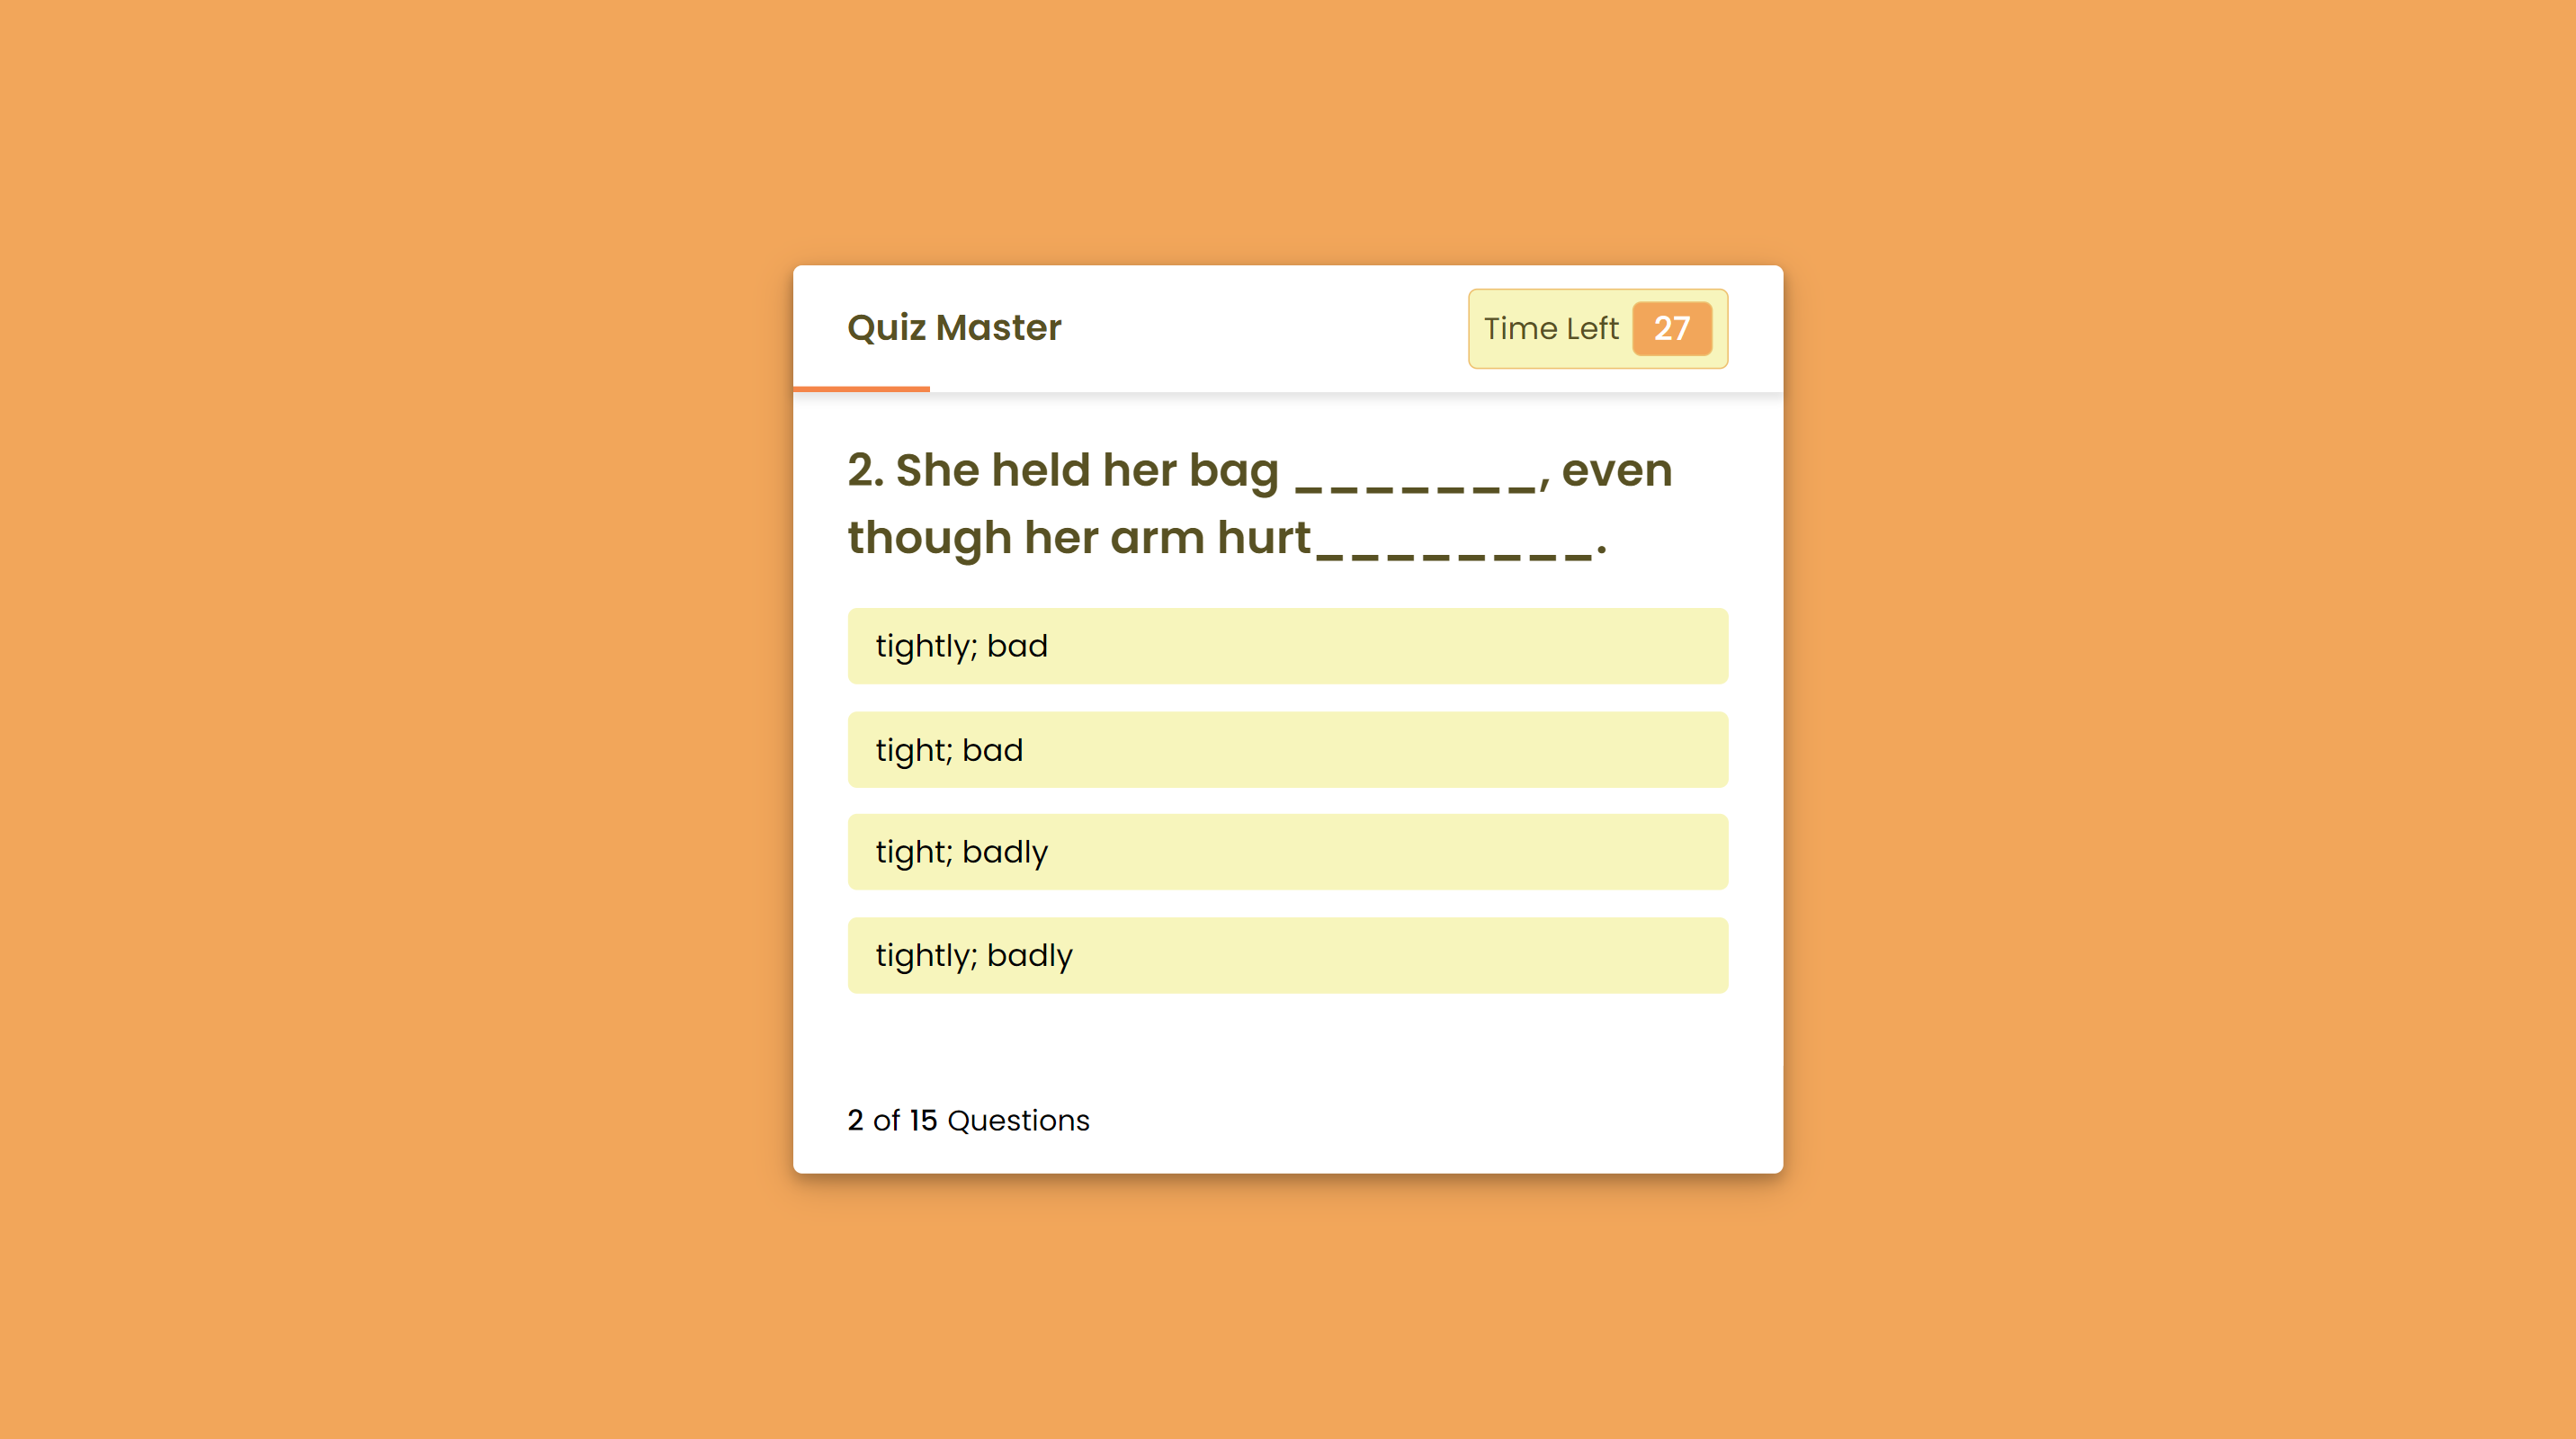 Quiz Master
Time Left 27
2. She held her bag _______, even
though her arm hurt________.
tightly; bad
tight; bad
tight; badly
tightly; badly
2 of 15 Questions